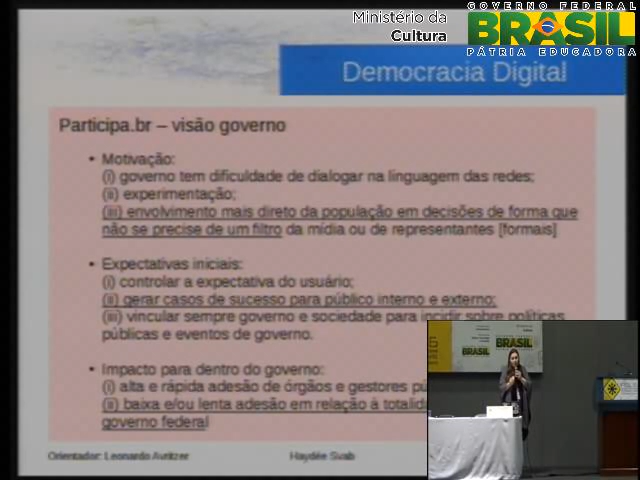 Ministério da
Cultura
GOVERNO FEDERAL
BRASIL
PÁTRIA EDUCADORA
Democracia Digital
Participa.br – visão governo
• Motivação:
(i) governo tem dificuldade de dialogar na linguagem das redes;
(ii) experimentação;
(iii) envolvimento mais direto da população em decisões de forma que
não se precise de um filtro da mídia ou de representantes [formais]
• Expectativas iniciais:
(i) controlar a expectativa do usuário;
(ii) gerar casos de sucesso para público interno e externo;
(iii) vincular sempre governo e sociedade para incidir sobre políticas
públicas e eventos de governo.
• Impacto para dentro do governo:
(i) alta e rápida adesão de órgãos e gestores
(ii) baixa e/ou lenta adesão em relação à
governo federal
Orientador: Leonardo Avritzer
Haydée Svab
BRASIL
BRASIL